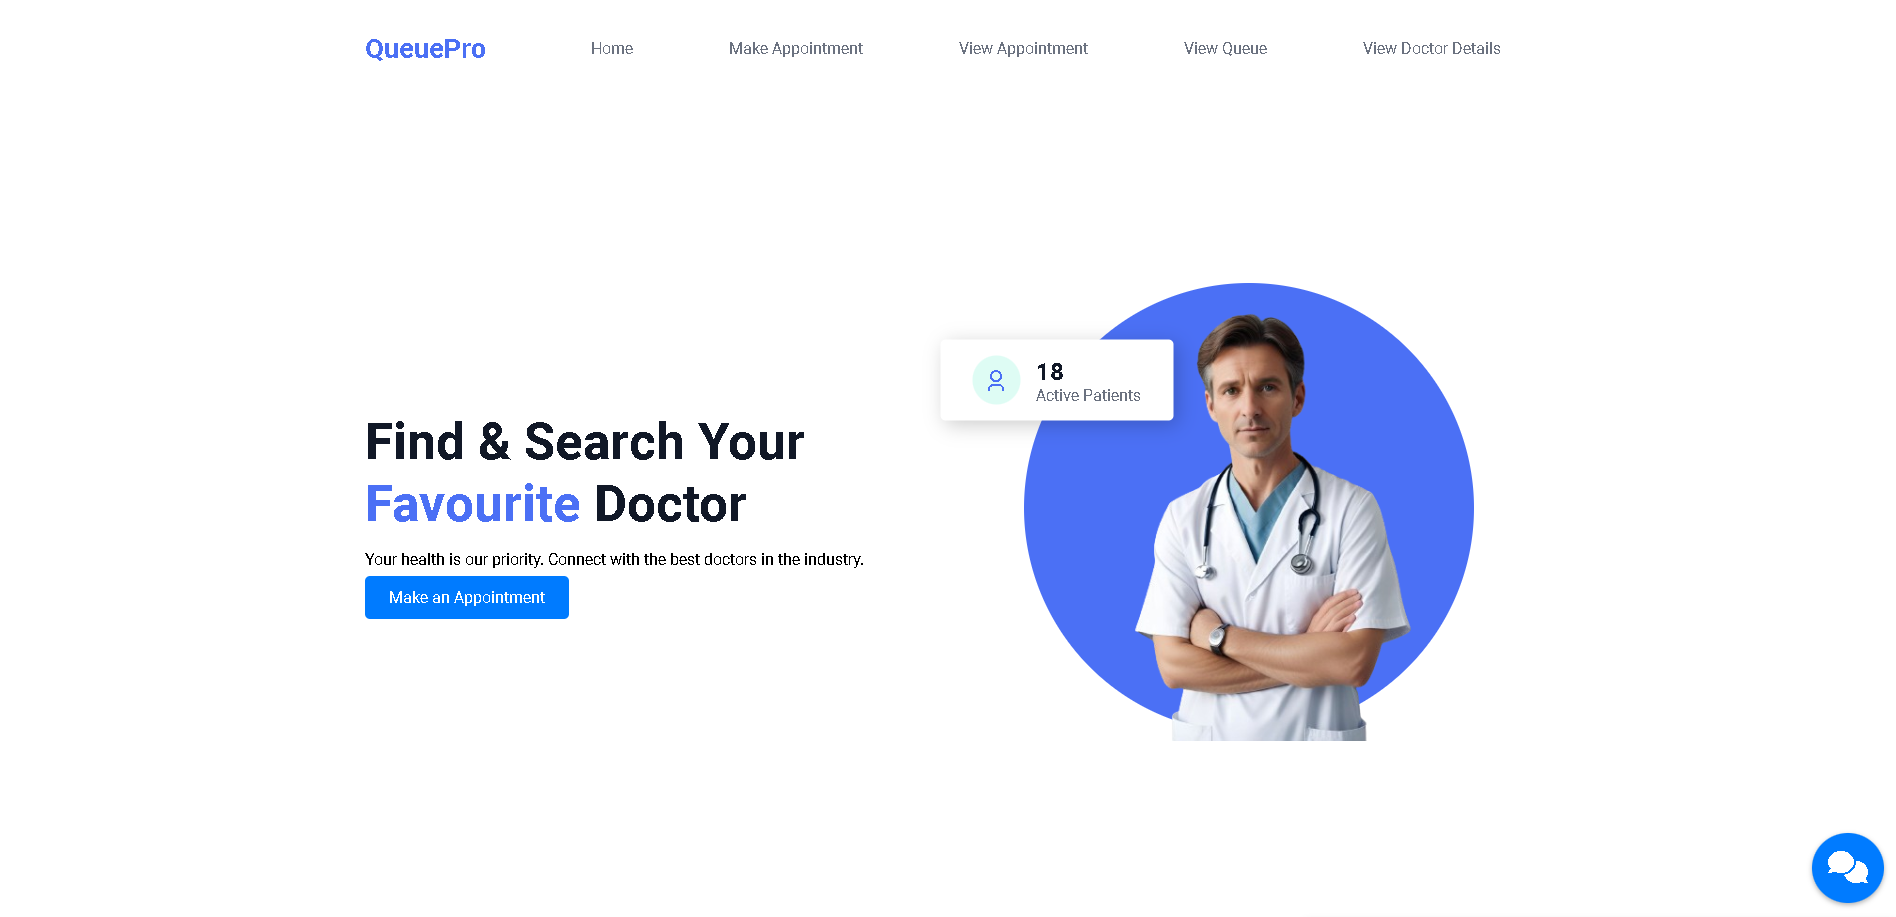 QueuePro
Home
Make Appointment
View Appointment
View Queue
View Doctor Details
18
Active Patients
Find & Search Your
Favourite Doctor
Your health is our priority. Connect with the best doctors in the industry.
Make an Appointment